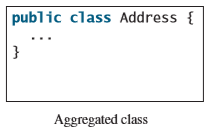 public class Address {
...
}
Aggregated class